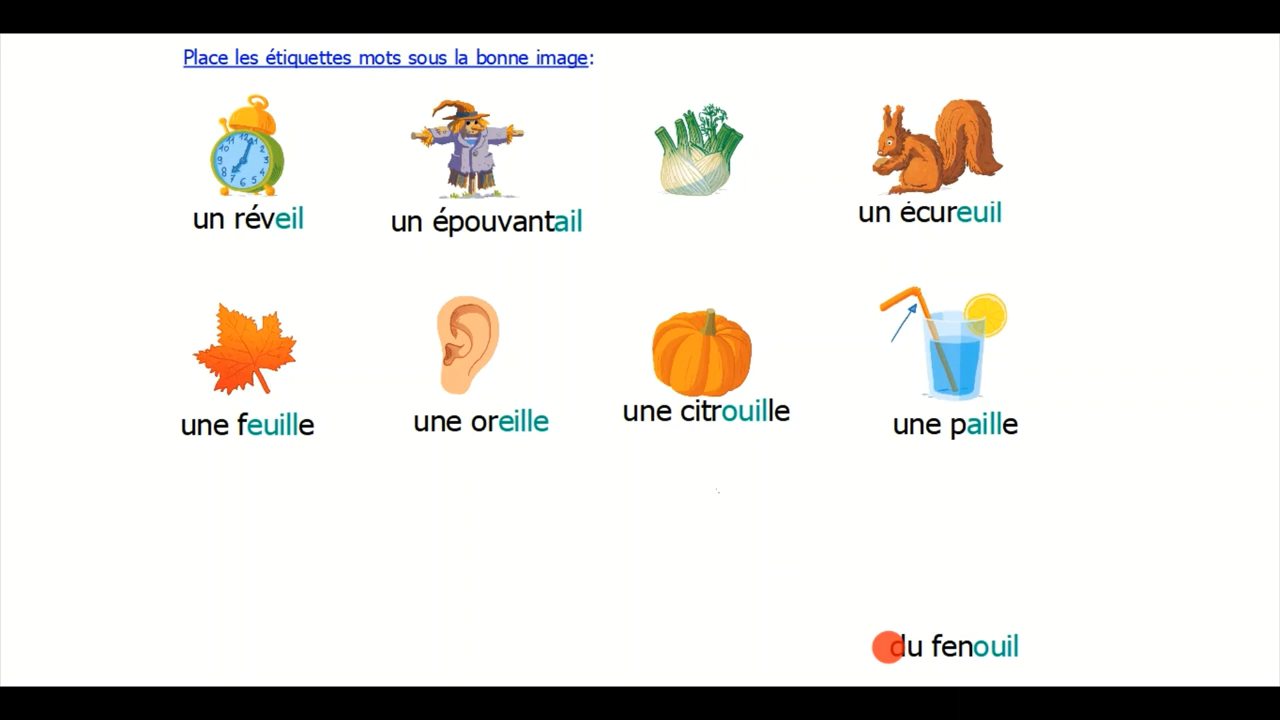 Place les étiquettes mots sous la bonne image:
un réveil
un épouvantail
un écureuil
une feuille
une oreille
une citrouille
une paille
du fenouil